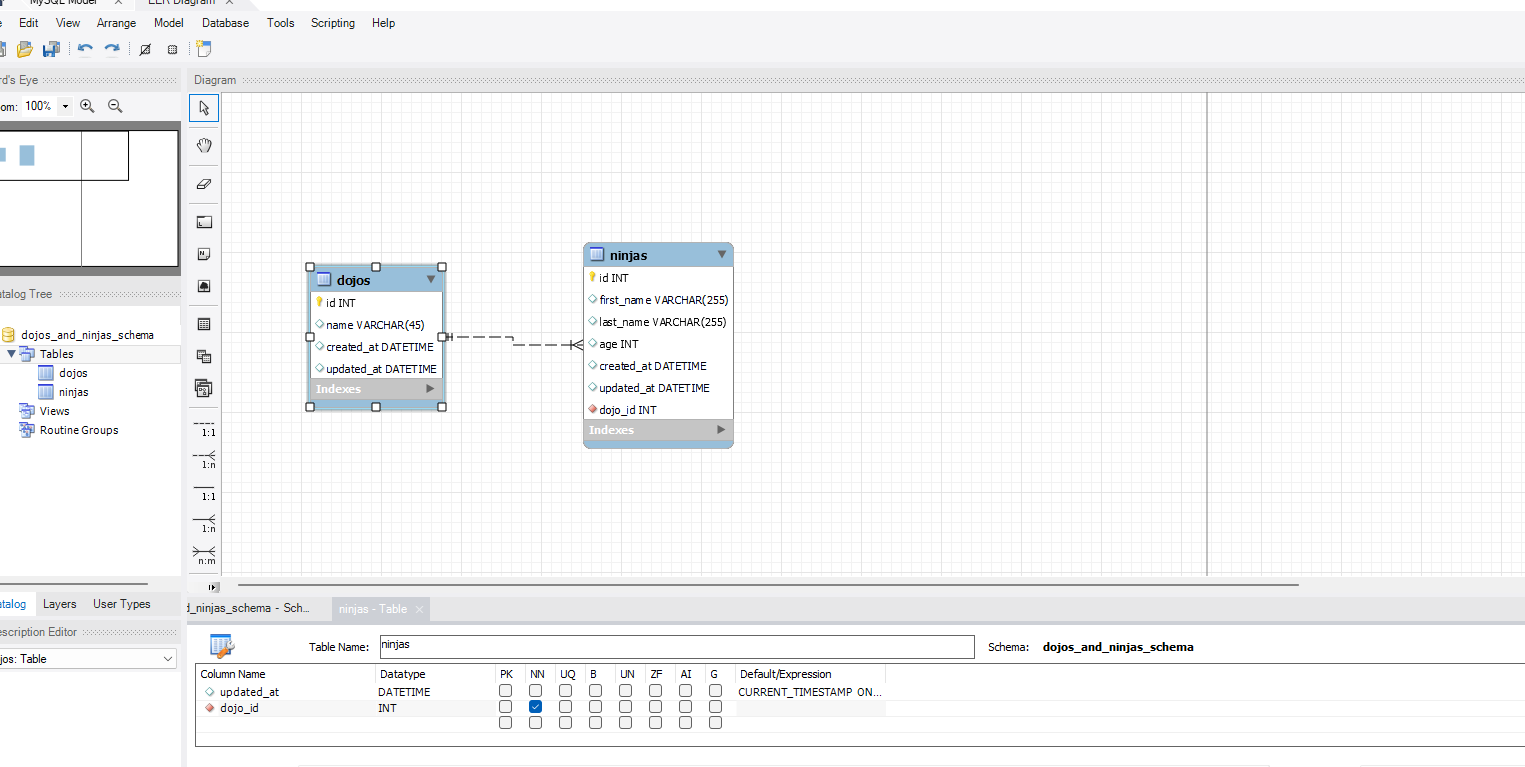 MySQL Model EER Diagram
Edit View Arrange Model Database Tools Scripting Help
rd's Eye
Diagram
om: 100%
atalog Tree
dojos_and_ninjas_schema
Tables
dojos
ninjas
Views
Routine Groups
1:1
1:n
1:1
1:n
n:m
dojos
id INT
name VARCHAR(45)
created_at DATETIME
updated_at DATETIME
Indexes
ninjas
id INT
first_name VARCHAR(255)
last_name VARCHAR(255)
age INT
created_at DATETIME
updated_at DATETIME
dojo_id INT
Indexes
atalog Layers User Types
escription Editor
jos: Table
d_ninjas_schema - Sch... ninjas - Table
Table Name: ninjas Schema: dojos_and_ninjas_schema
Column Name Datatype PK NN UQ B UN ZF AI G Default/Expression
updated_at DATETIME CURRENT_TIMESTAMP ON...
dojo_id INT